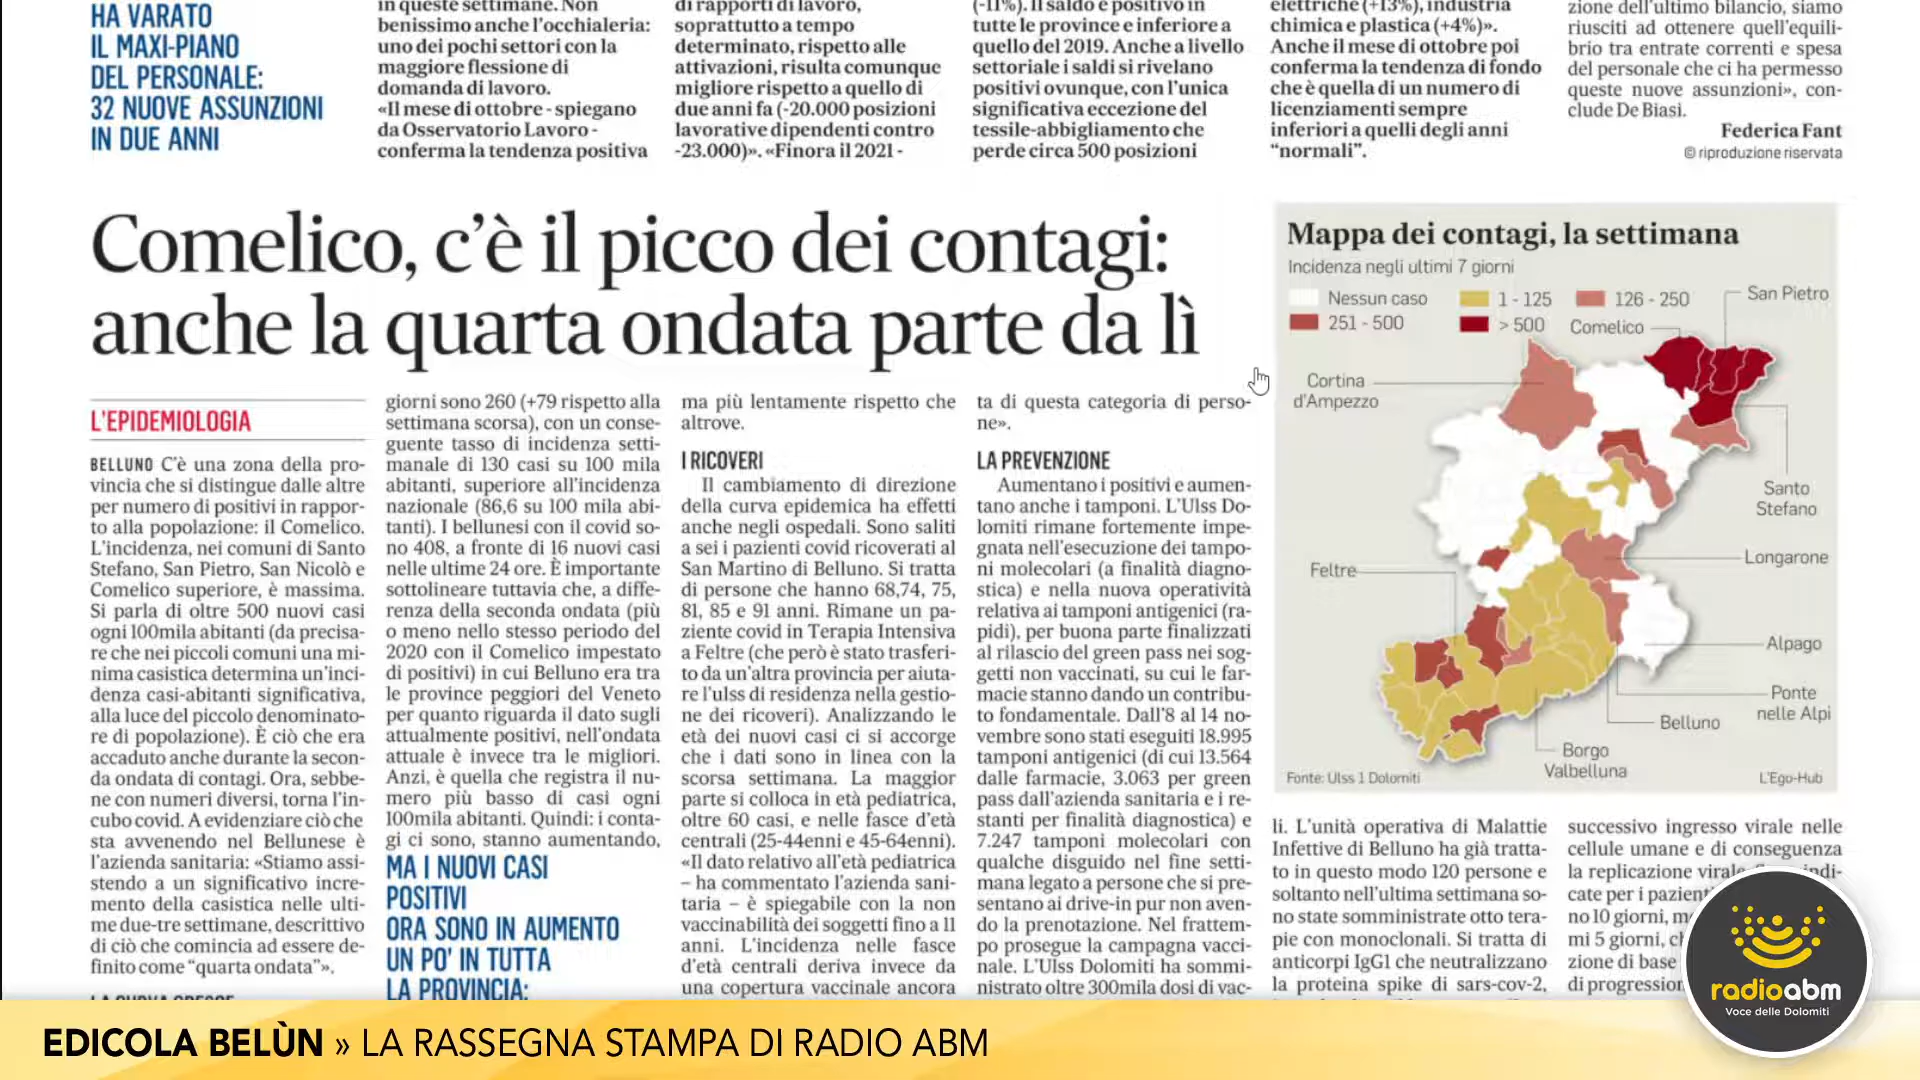 HA VARATO
IL MAXI-PIANO
DEL PERSONALE:
32 NUOVE ASSUNZIONI
IN DUE ANNI
in queste settimane. Non
benissimo anche l'occhialeria:
uno dei pochi settori con la
maggiore flessione di
domanda di lavoro.
«Il mese di ottobre - spiegano
da Osservatorio Lavoro -
conferma la tendenza positiva
di rapporti di lavoro,
soprattutto a tempo
determinato, rispetto alle
attivazioni, risulta comunque
migliore rispetto a quello di
due anni fa (-20.000 posizioni
lavorative dipendenti contro
-23.000)». «Finora il 2021 -
(-11%). Il saldo è positivo in
tutte le province e inferiore a
quello del 2019. Anche a livello
settoriale i saldi si rivelano
positivi ovunque, con l'unica
significativa eccezione del
tessile-abbigliamento che
perde circa 500 posizioni
elettriche (+13%), industria
chimica e plastica (+4%)».
Anche il mese di ottobre poi
conferma la tendenza di fondo
che è quella di un numero di
licenziamenti sempre
inferiori a quelli degli anni
"normali".
zione dell'ultimo bilancio, siamo
riusciti ad ottenere quell'equili-
brio tra entrate correnti e spesa
del personale che ci ha permesso
queste nuove assunzioni», con-
clude De Biasi.
Federica Fant
© riproduzione riservata
Comelico, c'è il picco dei contagi:
anche la quarta ondata parte da lì
L'EPIDEMIOLOGIA
BELLUNO C'è una zona della pro-
vincia che si distingue dalle altre
per numero di positivi in rappor-
to alla popolazione: il Comelico.
L'incidenza, nei comuni di Santo
Stefano, San Pietro, San Nicolò e
Comelico superiore, è massima.
Si parla di oltre 500 nuovi casi
ogni 100mila abitanti (da precisa-
re che nei piccoli comuni una mi-
nima casistica determina un'inci-
denza casi-abitanti significativa,
alla luce del piccolo denominato-
re di popolazione). È ciò che era
accaduto anche durante la secon-
da ondata di contagi. Ora, sebbe-
ne con numeri diversi, torna l'in-
cubo covid. A evidenziare ciò che
sta avvenendo nel Bellunese è
l'azienda sanitaria: «Stiamo assi-
stendo a un significativo incre-
mento della casistica nelle ulti-
me due-tre settimane, descrittivo
di ciò che comincia ad essere de-
finito come "quarta ondata"».
LA CURVA CRESCE
giorni sono 260 (+79 rispetto alla
settimana scorsa), con un conse-
guente tasso di incidenza setti-
manale di 130 casi su 100 mila
abitanti, superiore all'incidenza
nazionale (86,6 su 100 mila abi-
tanti). I bellunesi con il covid so-
no 408, a fronte di 16 nuovi casi
nelle ultime 24 ore. È importante
sottolineare tuttavia che, a diffe-
renza della seconda ondata (più
o meno nello stesso periodo del
2020 con il Comelico impestato
di positivi) in cui Belluno era tra
le province peggiori del Veneto
per quanto riguarda il dato sugli
attualmente positivi, nell'ondata
attuale è invece tra le migliori.
Anzi, è quella che registra il nu-
mero più basso di casi ogni
100mila abitanti. Quindi: i conta-
gi ci sono, stanno aumentando,
MA I NUOVI CASI
POSITIVI
ORA SONO IN AUMENTO
UN PO' IN TUTTA
LA PROVINCIA:
ma più lentamente rispetto che
altrove.
I RICOVERI
Il cambiamento di direzione
della curva epidemica ha effetti
anche negli ospedali. Sono saliti
a sei i pazienti covid ricoverati al
San Martino di Belluno. Si tratta
di persone che hanno 68,74, 75,
81, 85 e 91 anni. Rimane un pa-
ziente covid in Terapia Intensiva
a Feltre (che però è stato trasferi-
to da un'altra provincia per aiuta-
re l'ulss di residenza nella gestio-
ne dei ricoveri). Analizzando le
età dei nuovi casi ci si accorge
che i dati sono in linea con la
scorsa settimana. La maggior
parte si colloca in età pediatrica,
oltre 60 casi, e nelle fasce d'età
centrali (25-44enni e 45-64enni).
«Il dato relativo all'età pediatrica
– ha commentato l'azienda sani-
taria – è spiegabile con la non
vaccinabilità dei soggetti fino a 11
anni. L'incidenza nelle fasce
d'età centrali deriva invece da
una copertura vaccinale ancora
ta di questa categoria di perso-
ne».
LA PREVENZIONE
Aumentano i positivi e aumen-
tano anche i tamponi. L'Ulss Do-
lomiti rimane fortemente impe-
gnata nell'esecuzione dei tampo-
ni molecolari (a finalità diagno-
stica) e nella nuova operatività
relativa ai tamponi antigenici (ra-
pidi), per buona parte finalizzati
al rilascio del green pass nei sog-
getti non vaccinati, su cui le far-
macie stanno dando un contribu-
to fondamentale. Dall'8 al 14 no-
vembre sono stati eseguiti 18.995
tamponi antigenici (di cui 13.564
dalle farmacie, 3.063 per green
pass dall'azienda sanitaria e i re-
stanti per finalità diagnostica) e
7.247 tamponi molecolari con
qualche disguido nel fine setti-
mana legato a persone che si pre-
sentano ai drive-in pur non aven-
do la prenotazione. Nel frattem-
po prosegue la campagna vacci-
nale. L'Ulss Dolomiti ha sommi-
nistrato oltre 300mila dosi di vac-
Mappa dei contagi, la settimana
Incidenza negli ultimi 7 giorni
Nessun caso
1 - 125
126 - 250
251 - 500
> 500
San Pietro
Comelico
Cortina
d'Ampezzo
Santo
Stefano
Longarone
Feltre
Alpago
Ponte
nelle Alpi
Belluno
Borgo
Valbelluna
Fonte: Ulss 1 Dolomiti
L'Ego-Hub
li. L'unità operativa di Malattie
Infettive di Belluno ha già tratta-
to in questo modo 120 persone e
soltanto nell'ultima settimana so-
no state somministrate otto tera-
pie con monoclonali. Si tratta di
anticorpi IgG1 che neutralizzano
la proteina spike di sars-cov-2,
successivo ingresso virale nelle
cellule umane e di conseguenza
la replicazione virale. indi-
cate per i pazient
no 10 giorni, m
mi 5 giorni, c
zione di base
di progression
radioabm
Voce delle Dolomiti
EDICOLA BELÙN » LA RASSEGNA STAMPA DI RADIO ABM